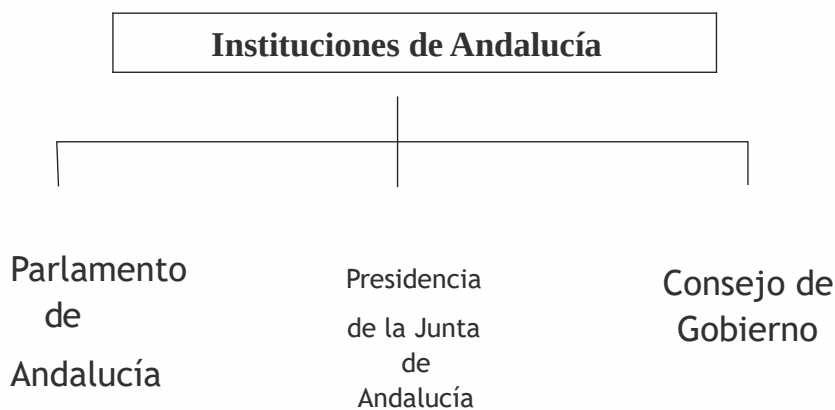 Instituciones de Andalucía
Parlamento
de
Andalucía
Presidencia
de la Junta
de
Andalucía
Consejo de
Gobierno